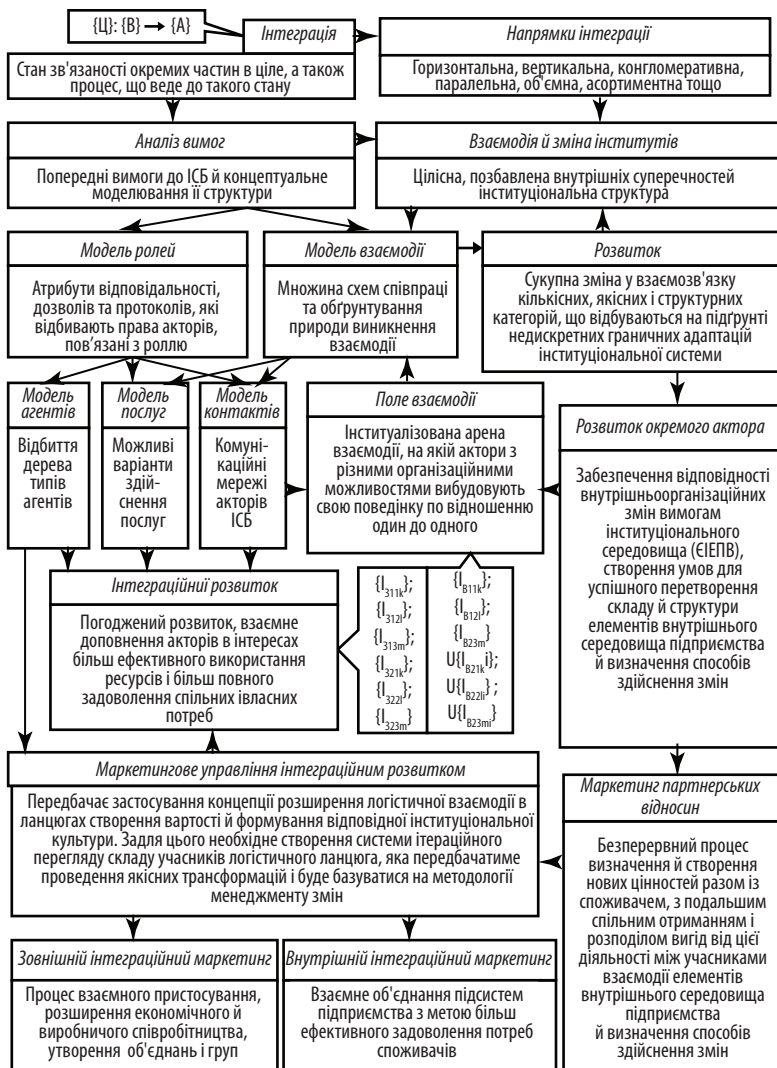 {Ц}: {В} → {А}
Інтеграція
Стан зв'язаності окремих частин в ціле, а також
процес, що веде до такого стану
Напрямки інтеграції
Горизонтальна, вертикальна, конгломеративна,
паралельна, об'ємна, асортиментна тощо
Аналіз вимог
Попередні вимоги до ІСБ й концептуальне
моделювання її структури
Взаємодія й зміна інститутів
Цілісна, позбавлена внутрішніх суперечностей
інституціональна структура
Модель ролей
Атрибути відповідальності,
дозволів та протоколів, які
відбивають права акторів,
пов'язані з роллю
Модель взаємодії
Множина схем співпраці
та обґрунтування
природи виникнення
взаємодії
Розвиток
Сукупна зміна у взаємозв'язку
кількісних, якісних і структурних
категорій, що відбуваються на підґрунті
недискретних граничних адаптацій
інституціональної системи
Модель
агентів
Відбиття
дерева
типів
агентів
Модель
послуг
Можливі
варіанти
здій-
снення
послуг
Модель
контактів
Комуні-
каційні
мережі
акторів
ІСБ
Поле взаємодії
Інституалізована арена
взаємодії, на якій актори з
різними організаційними
можливостями вибудовують
свою поведінку по відношенню
один до одного
Розвиток окремого актора
Забезпечення відповідності
внутрішньоорганізаційних
змін вимогам
інституціонального
середовища (ЄІЕПВ),
створення умов для
успішного перетворення
складу й структури
елементів внутрішнього
середовища підприємства
й визначення способів
здійснення змін
Інтеграційниї розвиток
Погоджений розвиток, взаємне
доповнення акторів в інтересах
більш ефективного використання
ресурсів і більш повного
задоволення спільних івласних
потреб
{I311k};
{I312l};
{I313m};
{I321k};
{I322l};
{I323m}
{IВ11k};
{IВ12l};
{IВ23m}
U{IВ21ki};
U{IВ22li} ;
U{IВ23mi}
Маркетингове управління інтеграційним розвитком
Передбачає застосування концепції розширення логістичної взаємодії в
ланцюгах створення вартості й формування відповідної інституціональної
культури. Задля цього необхідне створення системи ітераційного
перегляду складу учасників логістичного ланцюга, яка передбачатиме
проведення якісних трансформацій і буде базуватися на методології
менеджменту змін
Маркетинг партнерських
відносин
Безперервний процес
визначення й створення
нових цінностей разом із
споживачем, з подальшим
спільним отриманням і
розподілом вигід від цієї
діяльності між учасниками
взаємодії елементів
внутрішнього середовища
підприємства
й визначення способів
здійснення змін
Зовнішній інтеграційний маркетинг
Процес взаємного пристосування,
розширення економічного й
виробничого співробітництва,
утворення об'єднань і груп
Внутрішній інтеграційний маркетинг
Взаємне об'єднання підсистем
підприємства з метою більш
ефективного задоволення потреб
споживачів